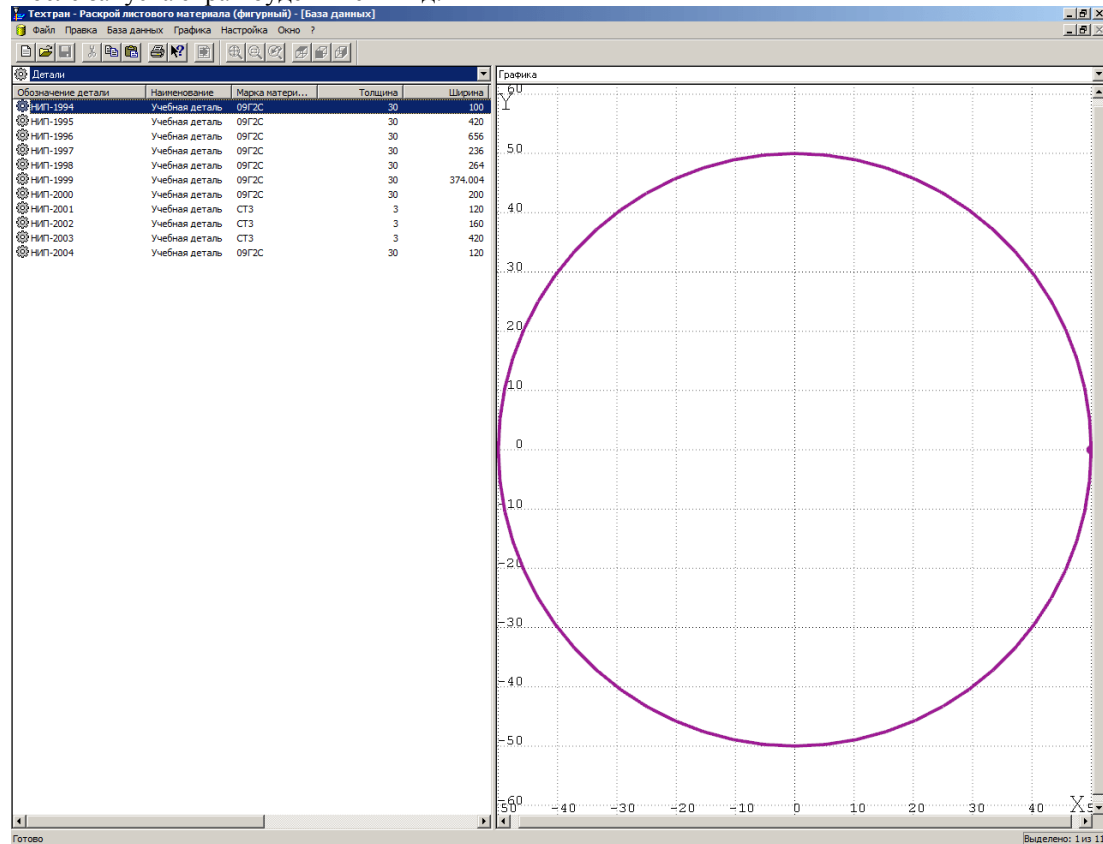 Техтран - Раскрой листового материала (фигурный) - [База данных]
Файл Правка База данных Графика Настройка Окно ?
Детали
Графика
Обозначение детали Наименование Марка матери... Толщина Ширина
НИП-1994 Учебная деталь 09Г2С 30 100
НИП-1995 Учебная деталь 09Г2С 30 420
НИП-1996 Учебная деталь 09Г2С 30 656
НИП-1997 Учебная деталь 09Г2С 30 236
НИП-1998 Учебная деталь 09Г2С 30 264
НИП-1999 Учебная деталь 09Г2С 30 374.004
НИП-2000 Учебная деталь 09Г2С 30 200
НИП-2001 Учебная деталь СТ3 3 120
НИП-2002 Учебная деталь СТ3 3 160
НИП-2003 Учебная деталь СТ3 3 420
НИП-2004 Учебная деталь 09Г2С 30 120
60
Y
50
40
30
20
10
0
-10
-20
-30
-40
-50
-60
50 -40 -30 -20 -10 0 10 20 30 40 X 5
Готово
Выделено: 1 из 11